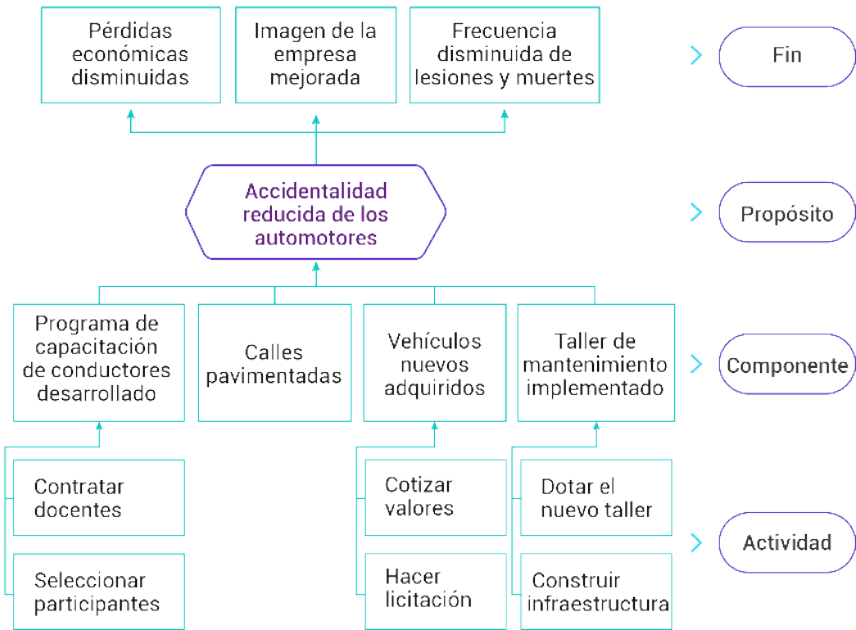 Pérdidas
económicas
disminuidas
Imagen de la
empresa
mejorada
Frecuencia
disminuida de
lesiones y muertes
Fin
Accidentalidad
reducida de los
automotores
Propósito
Programa de
capacitación
de conductores
desarrollado
Calles
pavimentadas
Vehículos
nuevos
adquiridos
Taller de
mantenimiento
implementado
Componente
Contratar
docentes
Cotizar
valores
Dotar el
nuevo taller
Actividad
Seleccionar
participantes
Hacer
licitación
Construir
infraestructura